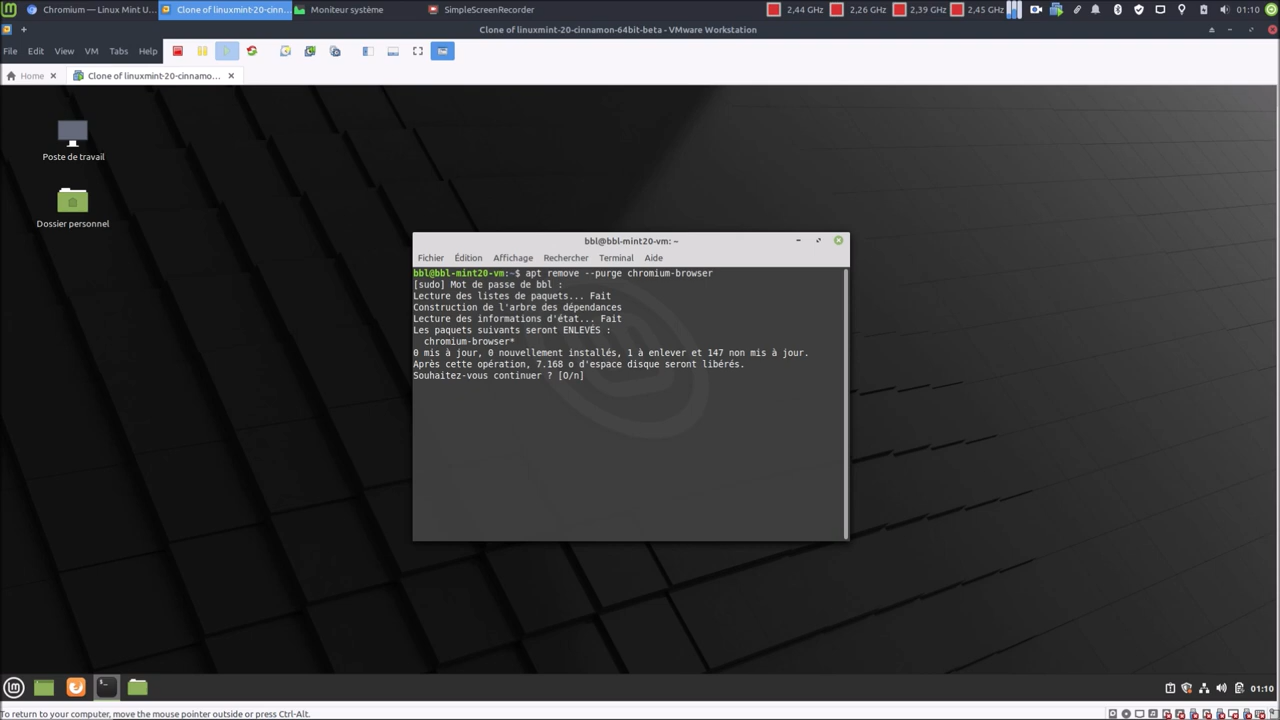 Chromium — Linux Mint U...
Clone of linuxmint-20-cinn...
Moniteur système
SimpleScreenRecorder
2,44 GHz
2,26 GHz
2,39 GHz
2,45 GHz
01:10
Clone of linuxmint-20-cinnamon-64bit-beta - VMware Workstation
File Edit View VM Tabs Help
Home
Clone of linuxmint-20-cinnamo...
Poste de travail
Dossier personnel
bbl@bbl-mint20-vm: ~
Fichier Édition Affichage Rechercher Terminal Aide
bbl@bbl-mint20-vm:~$ apt remove --purge chromium-browser
[sudo] Mot de passe de bbl :
Lecture des listes de paquets... Fait
Construction de l'arbre des dépendances
Lecture des informations d'état... Fait
Les paquets suivants seront ENLEVÉS :
chromium-browser*
0 mis à jour, 0 nouvellement installés, 1 à enlever et 147 non mis à jour.
Après cette opération, 7.168 o d'espace disque seront libérés.
Souhaitez-vous continuer ? [O/n]
01:10
To return to your computer, move the mouse pointer outside or press Ctrl-Alt.